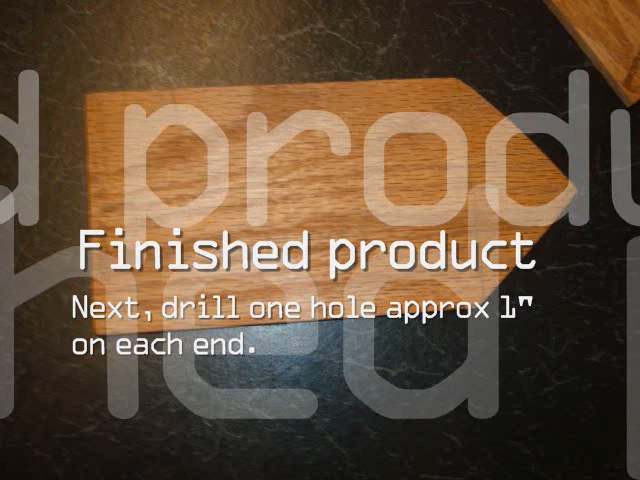 Finished product
Next, drill one hole approx 1"
on each end.